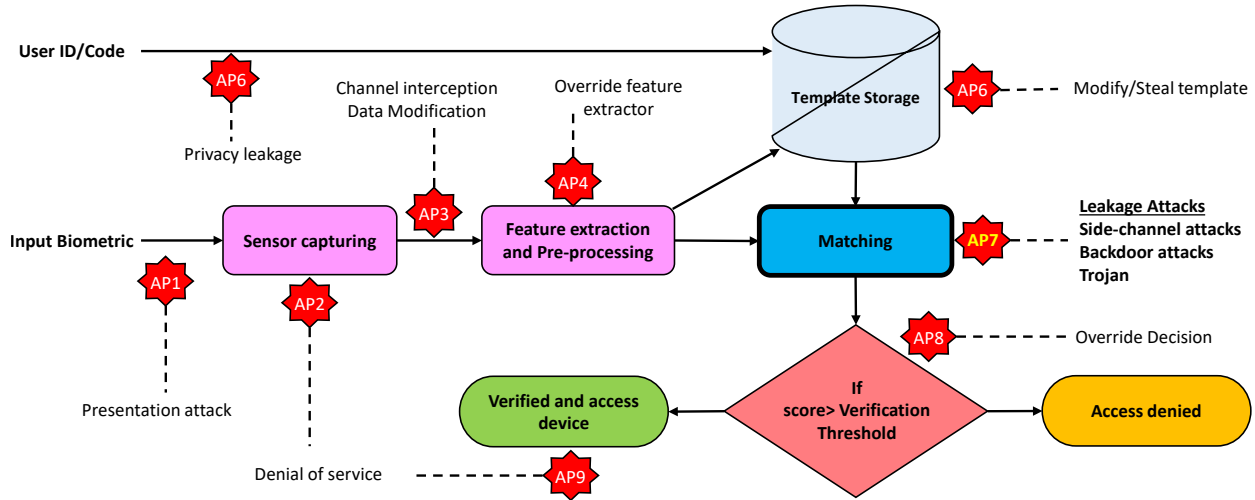 User ID/Code
AP6
Privacy leakage
Channel interception
Data Modification
Override feature
extractor
Template Storage
AP6
Modify/Steal template
Input Biometric
AP1
Presentation attack
Sensor capturing
AP2
Denial of service
AP3
AP4
Feature extraction
and Pre-processing
Matching
AP7
Leakage Attacks
Side-channel attacks
Backdoor attacks
Trojan
AP8
Override Decision
If
score> Verification
Threshold
Verified and access
device
AP9
Access denied